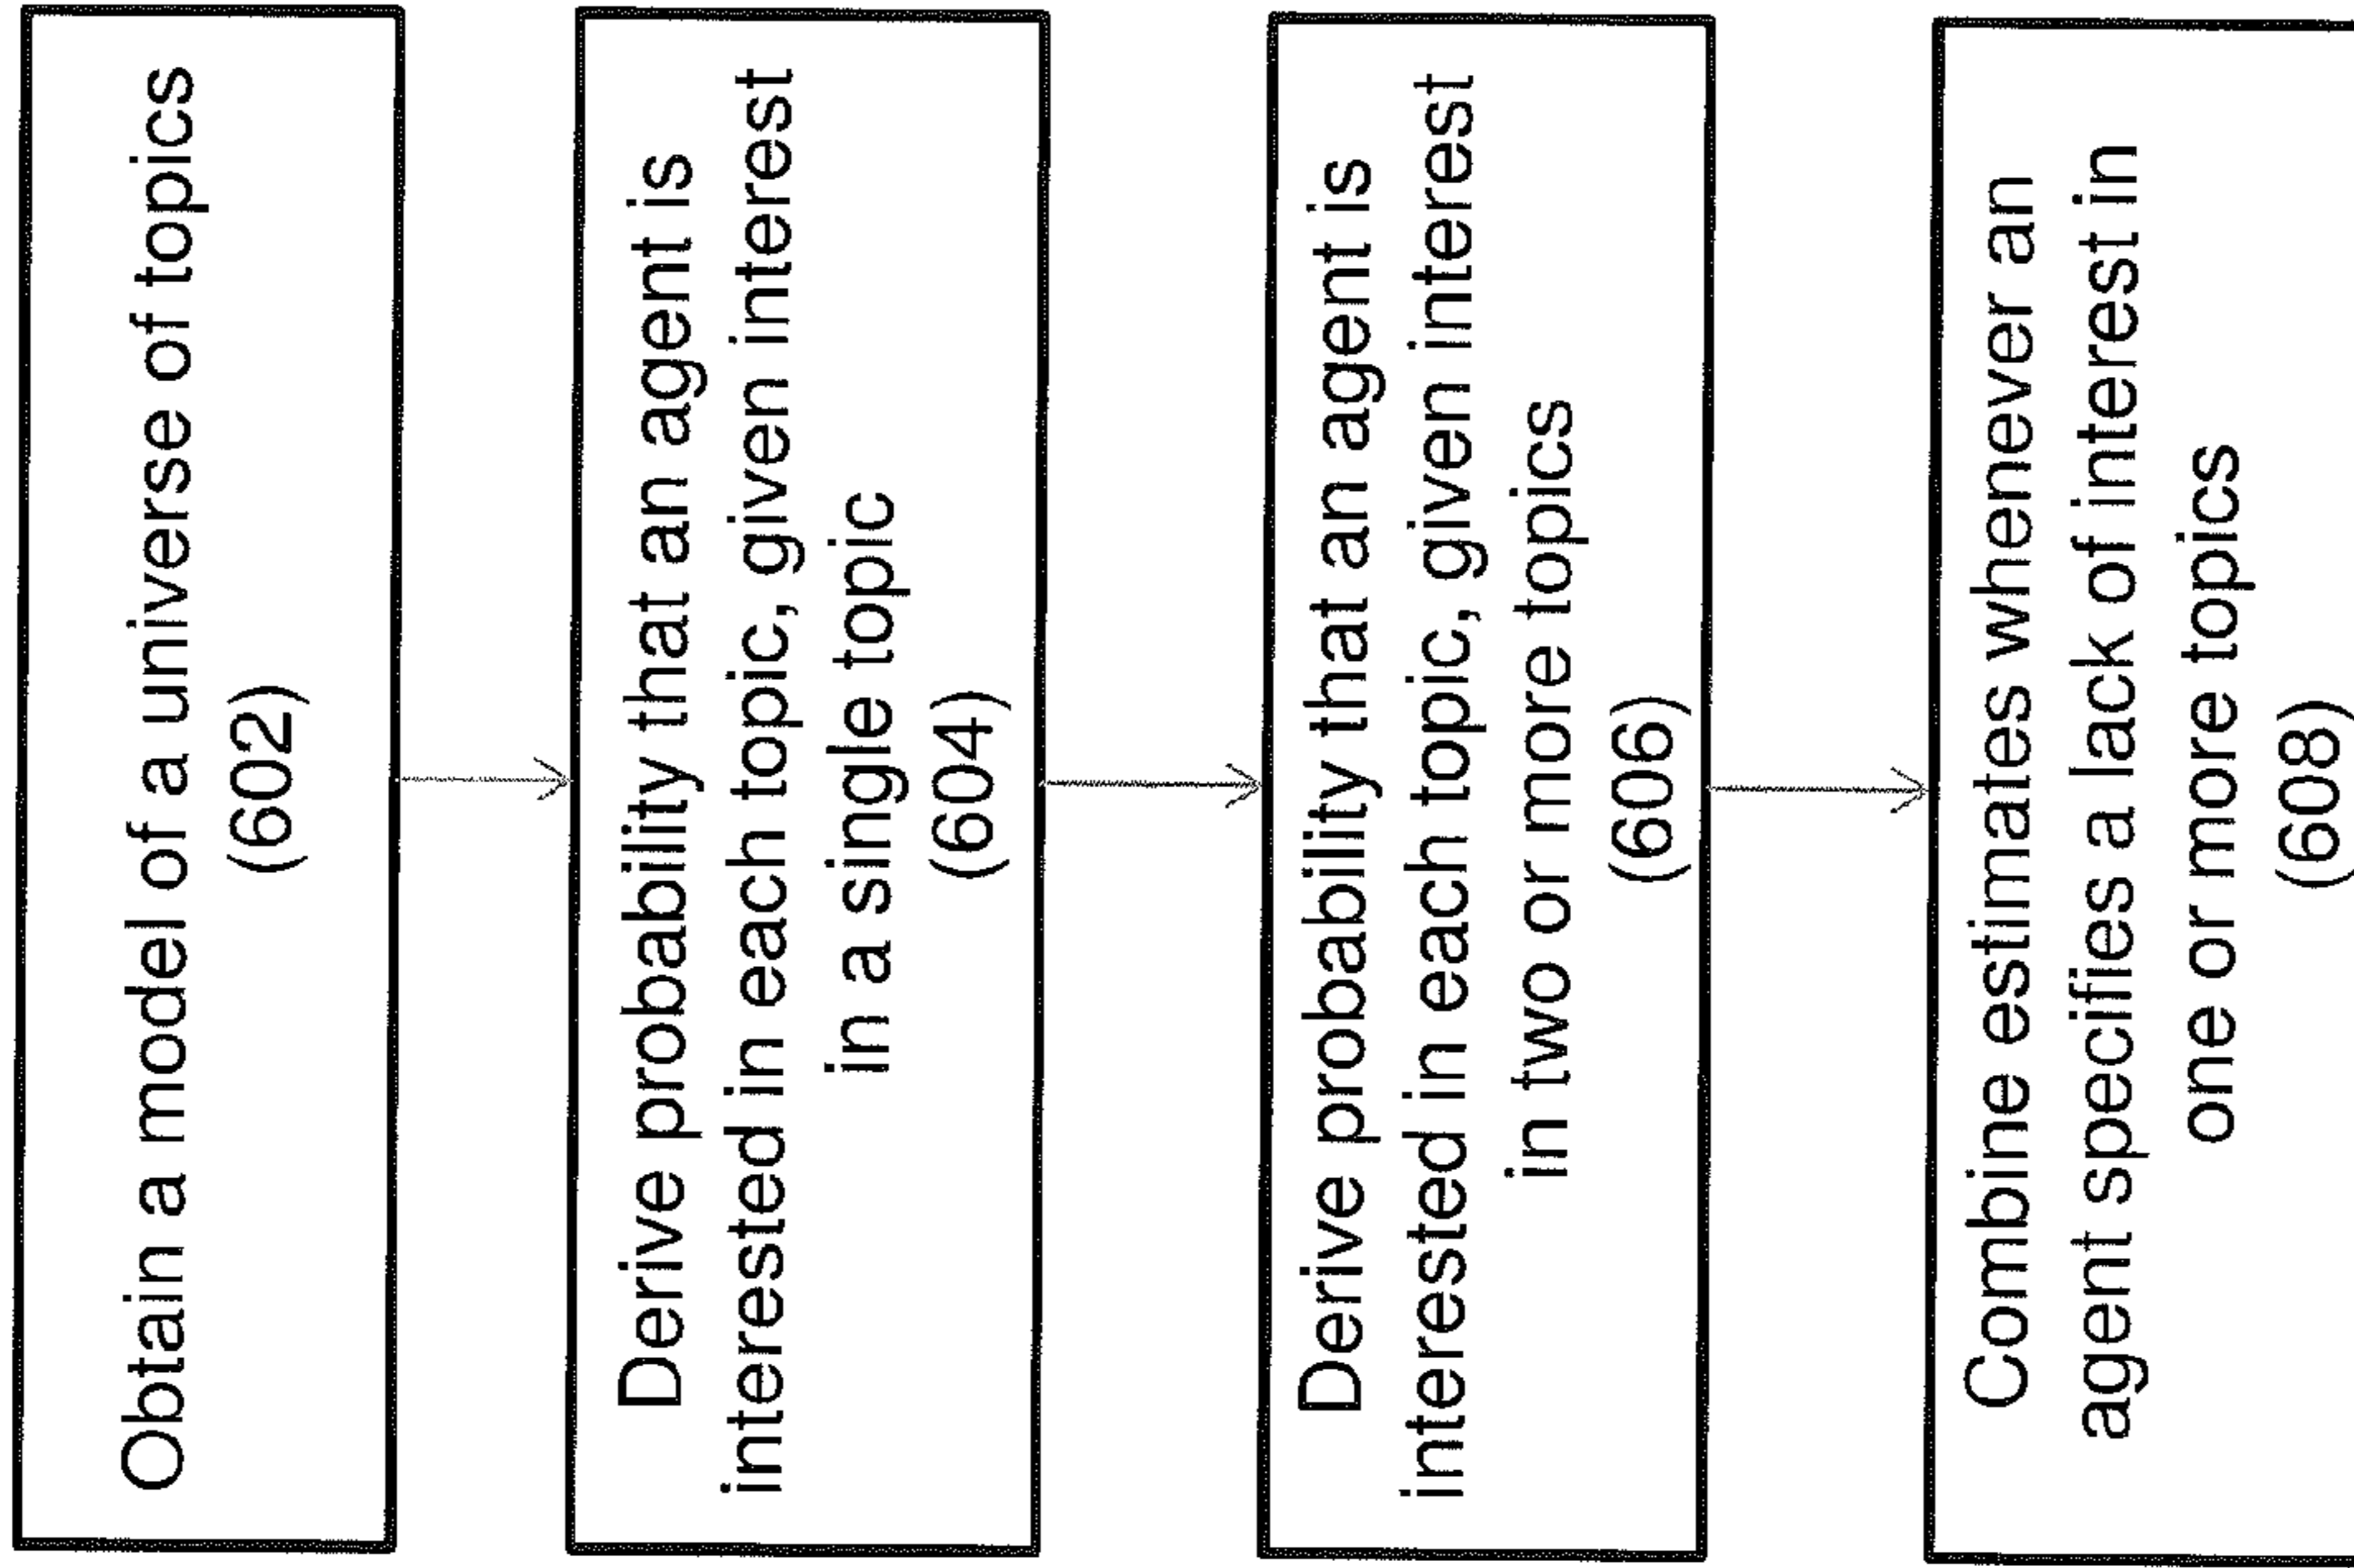 Obtain a model of a universe of topics
(602)
Derive probability that an agent is
interested in each topic, given interest
in a single topic
(604)
Derive probability that an agent is
interested in each topic, given interest
in two or more topics
(606)
Combine estimates whenever an
agent specifies a lack of interest in
one or more topics
(608)